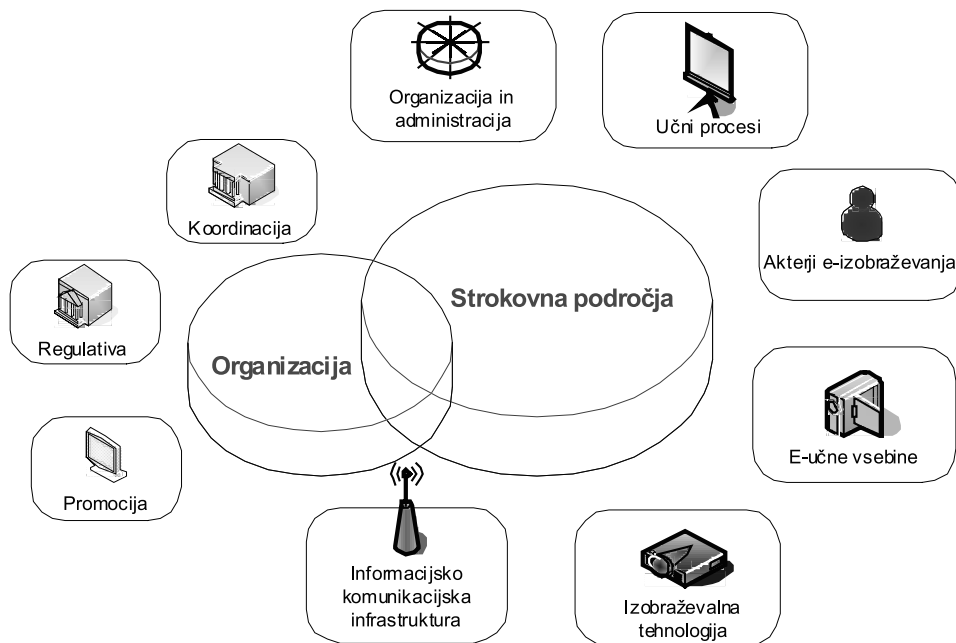 Organizacija in
administracija
Učni procesi
Koordinacija
Akterji e-izobraževanja
Strokovna področja
Regulativa
Organizacija
E-učne vsebine
Promocija
Informacijsko
komunikacijska
infrastruktura
Izobraževalna
tehnologija